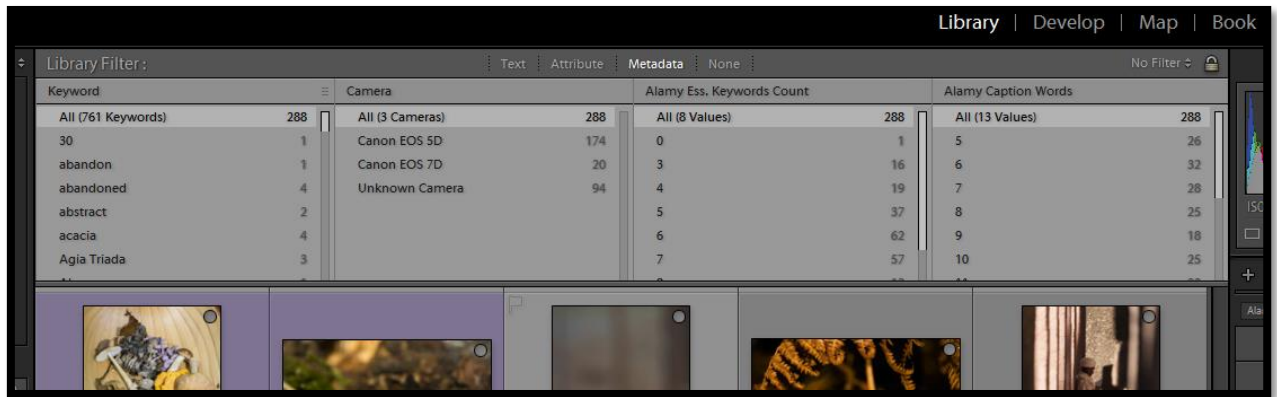 Library | Develop | Map | Book
Library Filter : Text Attribute Metadata None No Filter
Keyword Camera Alamy Ess. Keywords Count Alamy Caption Words
All (761 Keywords) 288 All (3 Cameras) 288 All (8 Values) 288 All (13 Values) 288
30 1 Canon EOS 5D 174 0 1 5 26
abandon 1 Canon EOS 7D 20 3 16 6 32
abandoned 4 Unknown Camera 94 4 19 7 28
abstract 2 5 37 8 25
acacia 4 6 62 9 18
Agia Triada 3 7 57 10 25
ISO
Ala